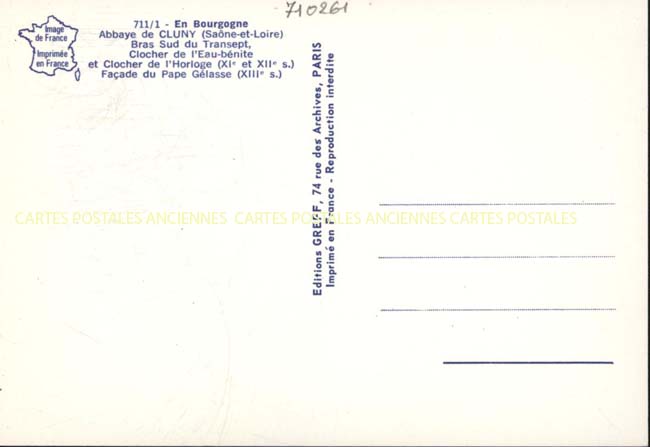 710261
Image
de France
Imprimée
en France
711/1 - En Bourgogne
Abbaye de CLUNY (Saône-et-Loire)
Bras Sud du Transept,
Clocher de l'Eau-bénite
et Clocher de l'Horloge (XIe et XIIe s.)
Façade du Pape Gélasse (XIIIe s.)
Editions GREFF, 74 rue des Archives, PARIS
Imprimé en France - Reproduction interdite
CARTES POSTALES ANCIENNES CARTES POSTALES ANCIENNES CARTES POSTALES